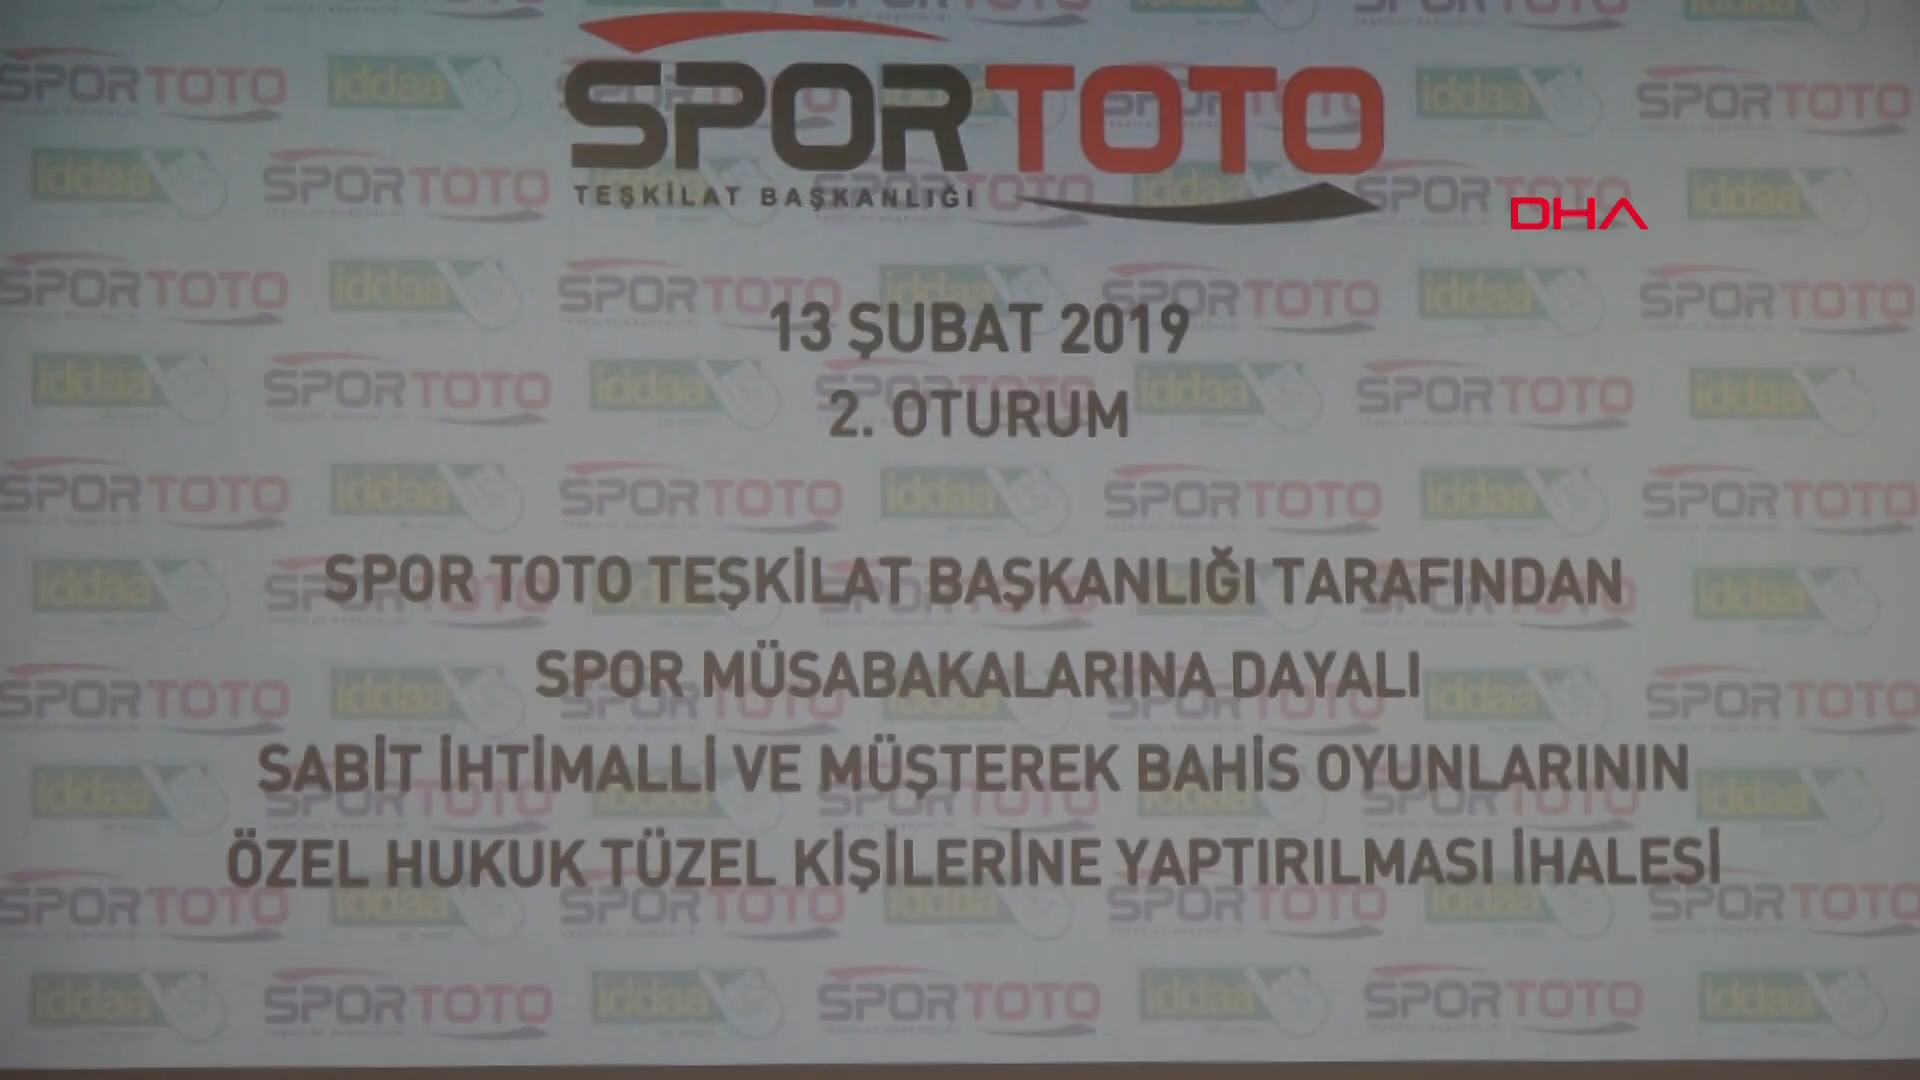 SPORTOTO
TEŞKİLAT BAŞKANLIĞI
DHA
13 ŞUBAT 2019
2. OTURUM
SPOR TOTO TEŞKİLAT BAŞKANLIĞI TARAFINDAN
SPOR MÜSABAKALARINA DAYALI
SABİT İHTİMALLİ VE MÜŞTEREK BAHİS OYUNLARININ
ÖZEL HUKUK TÜZEL KİŞİLERİNE YAPTIRILMASI İHALESİ